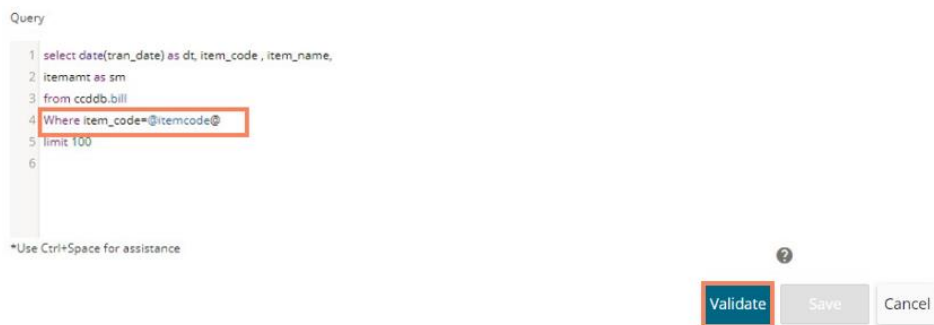 Query
1 select date(tran_date) as dt, item_code , item_name,
2 itemamt as sm
3 from ccddb.bill
4 Where item_code=@itemcode@
5 limit 100
6
*Use Ctrl+Space for assistance
?
Validate Save Cancel